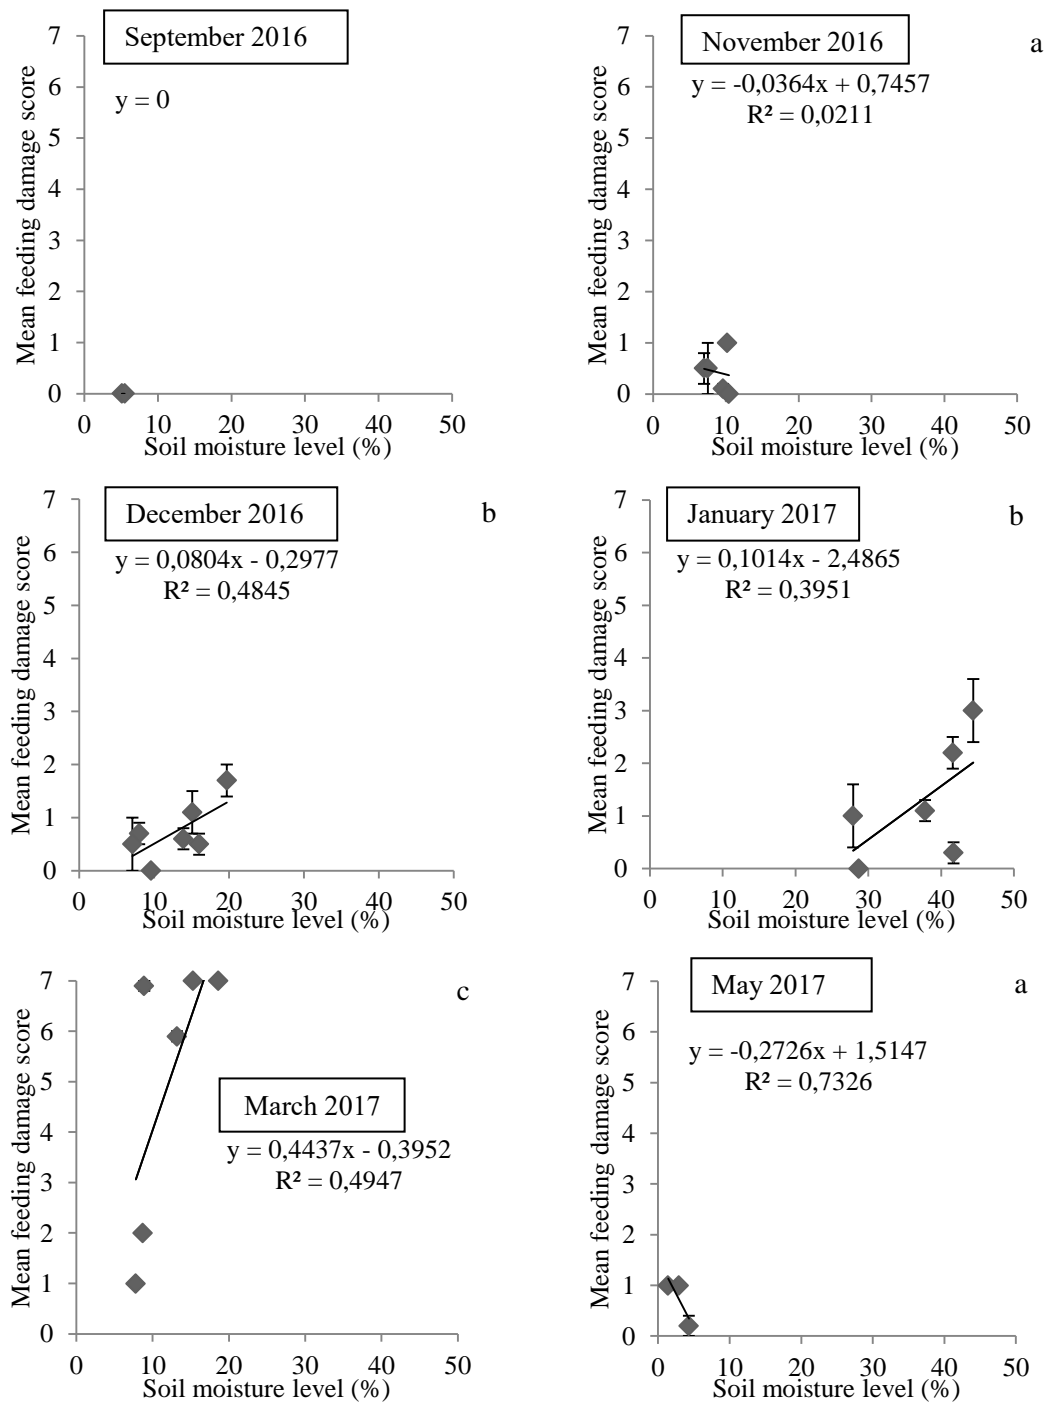 September 2016
y = 0
Mean feeding damage score
7
6
5
4
3
2
1
0
0 10 20 30 40 50
Soil moisture level (%)
November 2016
a
y = -0,0364x + 0,7457
R² = 0,0211
Mean feeding damage score
7
6
5
4
3
2
1
0
0 10 20 30 40 50
Soil moisture level (%)
December 2016
b
y = 0,0804x - 0,2977
R² = 0,4845
Mean feeding damage score
7
6
5
4
3
2
1
0
0 10 20 30 40 50
Soil moisture level (%)
January 2017
b
y = 0,1014x - 2,4865
R² = 0,3951
Mean feeding damage score
7
6
5
4
3
2
1
0
0 10 20 30 40 50
Soil moisture level (%)
c
March 2017
y = 0,4437x - 0,3952
R² = 0,4947
Mean feeding damage score
7
6
5
4
3
2
1
0
0 10 20 30 40 50
Soil moisture level (%)
May 2017
a
y = -0,2726x + 1,5147
R² = 0,7326
Mean feeding damage score
7
6
5
4
3
2
1
0
0 10 20 30 40 50
Soil moisture level (%)